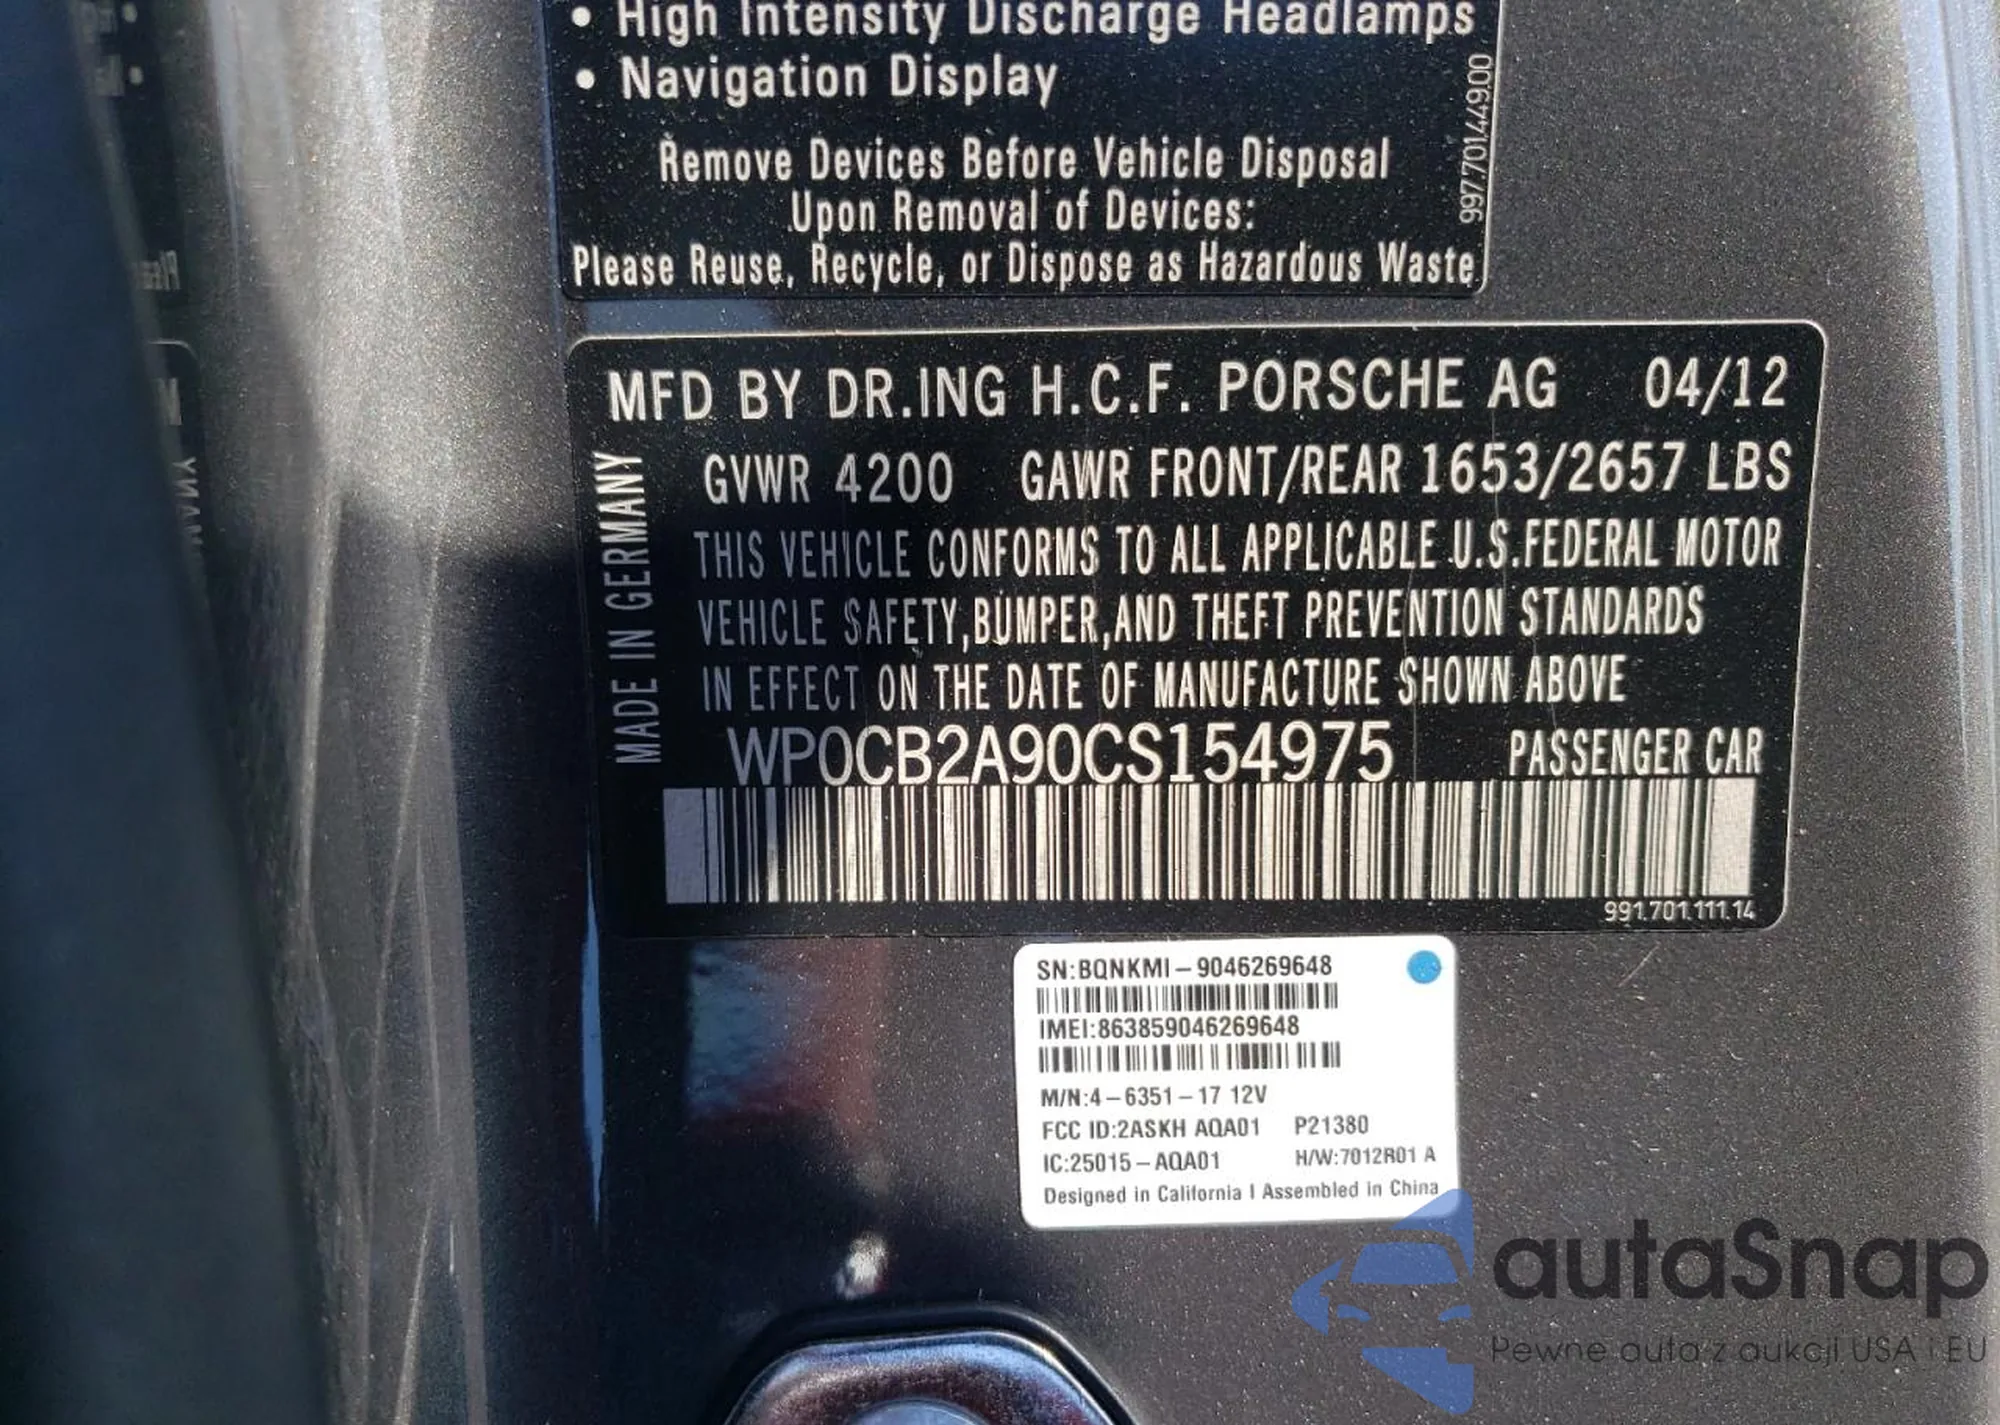 • High Intensity Discharge Headlamps
• Navigation Display
Remove Devices Before Vehicle Disposal
Upon Removal of Devices:
Please Reuse, Recycle, or Dispose as Hazardous Waste
997.701.449.00
MFD BY DR.ING H.C.F. PORSCHE AG 04/12
GVWR 4200 GAWR FRONT/REAR 1653/2657 LBS
THIS VEHICLE CONFORMS TO ALL APPLICABLE U.S.FEDERAL MOTOR
VEHICLE SAFETY,BUMPER,AND THEFT PREVENTION STANDARDS
IN EFFECT ON THE DATE OF MANUFACTURE SHOWN ABOVE
MADE IN GERMANY
WP0CB2A90CS154975 PASSENGER CAR
991.701.111.14
SN:BQNKMI-9046269648
IMEI:863859046269648
M/N:4-6351-17 12V
FCC ID:2ASKH AQA01 P21380
IC:25015-AQA01 H/W:7012R01 A
Designed in California I Assembled in China
autaSnap
Pewne auta z aukcji USA i EU